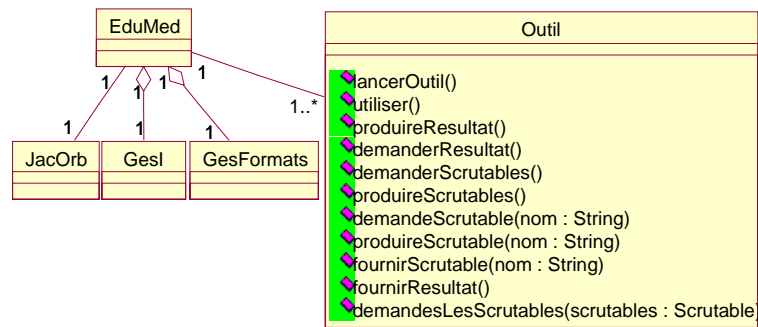 EduMed
Outil
1
1
1
1
1..*
1
1
1
JacOrb
GesI
GesFormats
lancerOutil()
utiliser()
produireResultat()
demanderResultat()
demanderScrutables()
produireScrutables()
demandeScrutable(nom : String)
produireScrutable(nom : String)
fournirScrutable(nom : String)
fournirResultat()
demandesLesScrutables(scrutables : Scrutable)